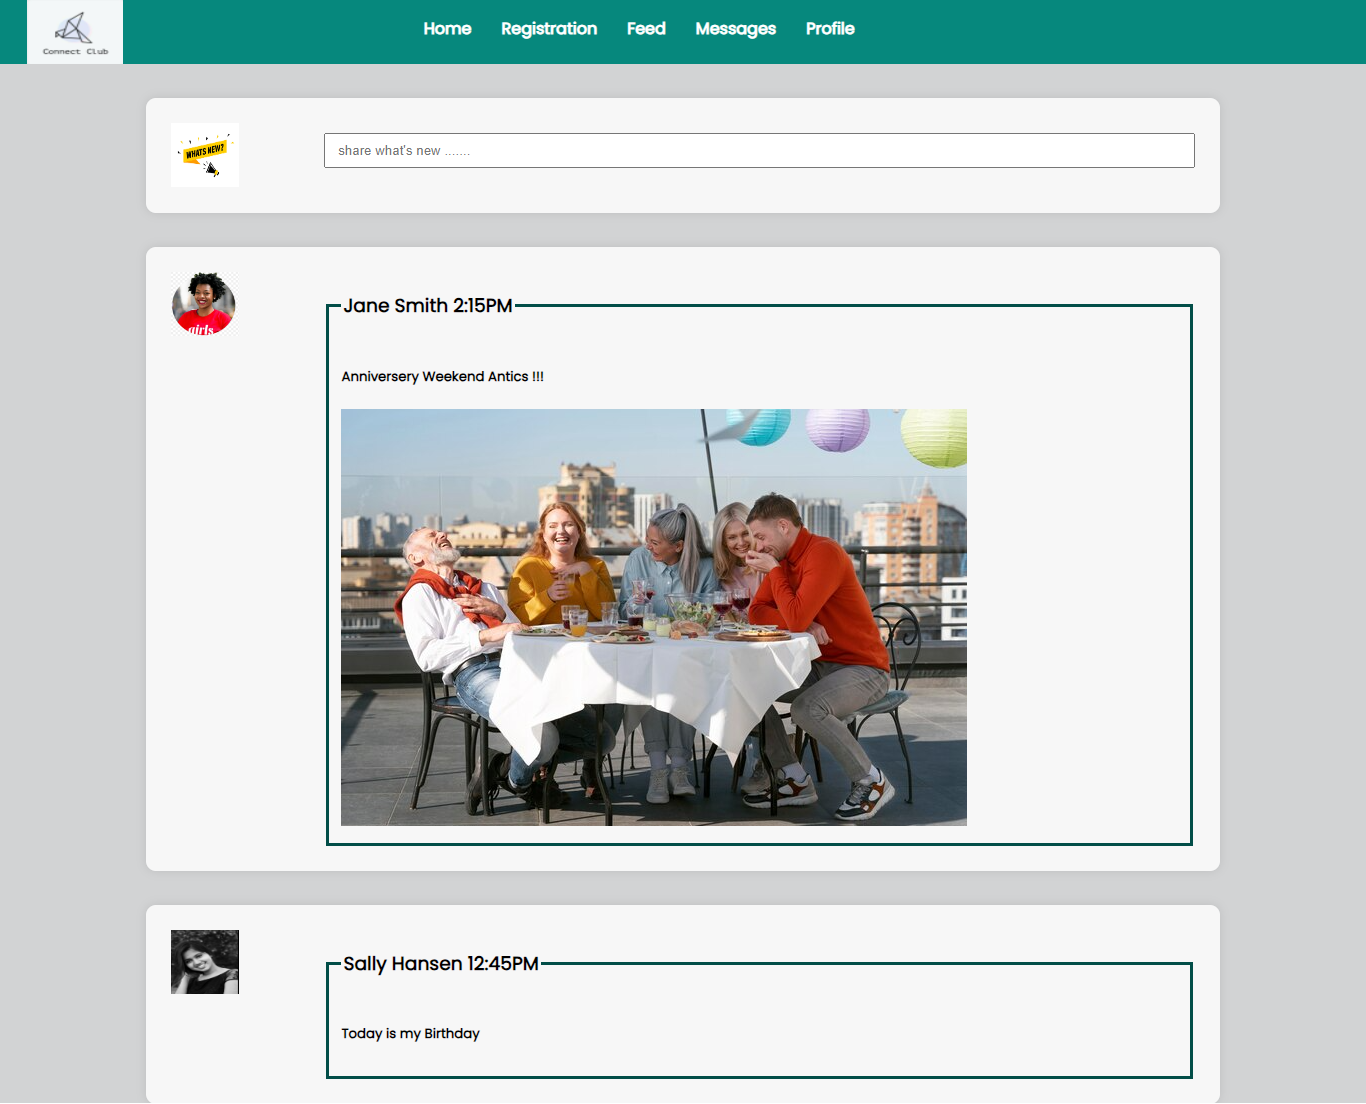 Connect Club
Home Registration Feed Messages Profile
WHATS NEW?
share what's new .......
girls
Jane Smith 2:15PM
Anniversery Weekend Antics !!!
Sally Hansen 12:45PM
Today is my Birthday